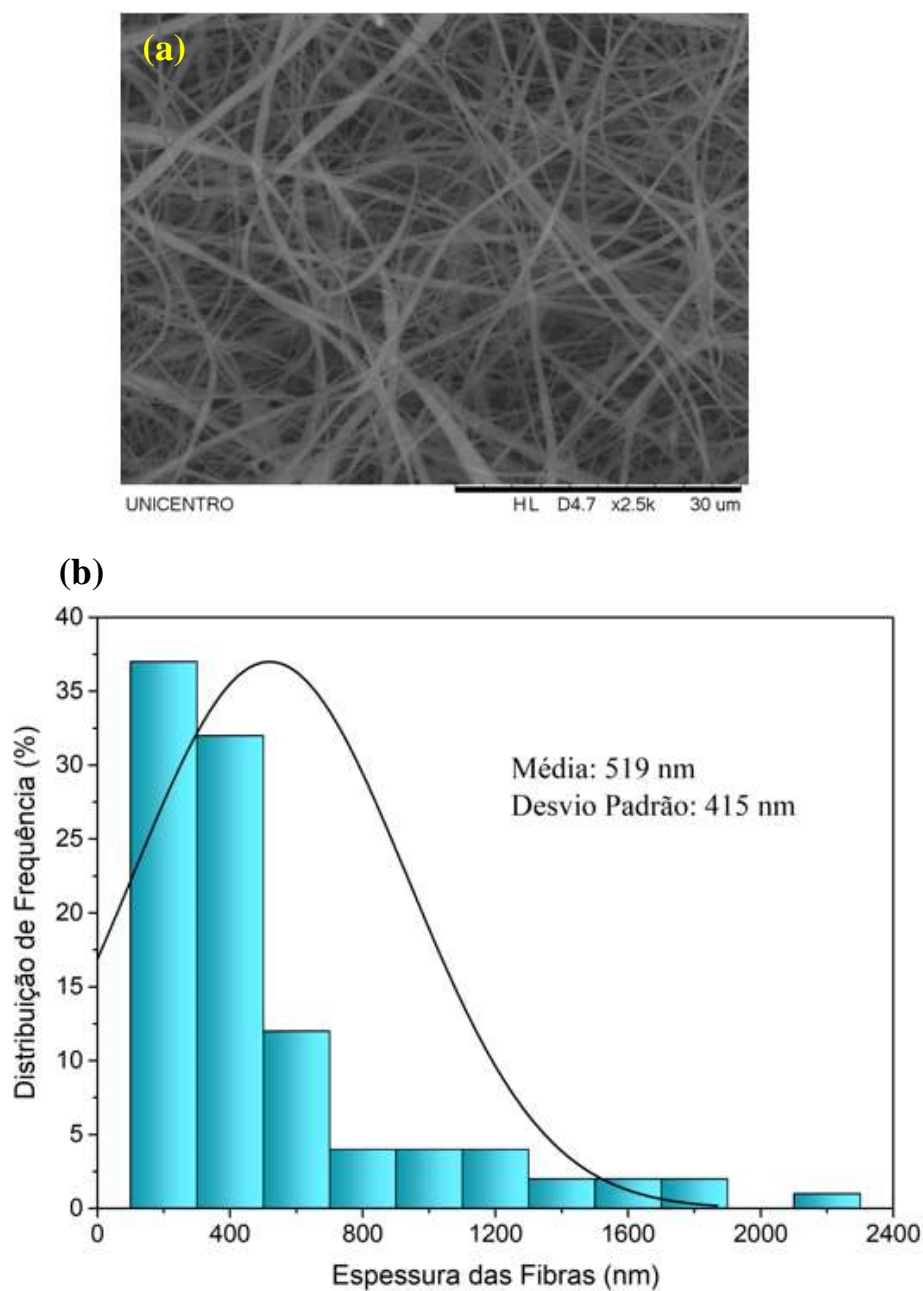 (a)
UNICENTRO
HL D4.7 x2.5k 30 um
(b)
Distribuição de Frequência (%)
40
35
30
25
20
15
10
5
0
Média: 519 nm
Desvio Padrão: 415 nm
0 400 800 1200 1600 2000 2400
Espessura das Fibras (nm)